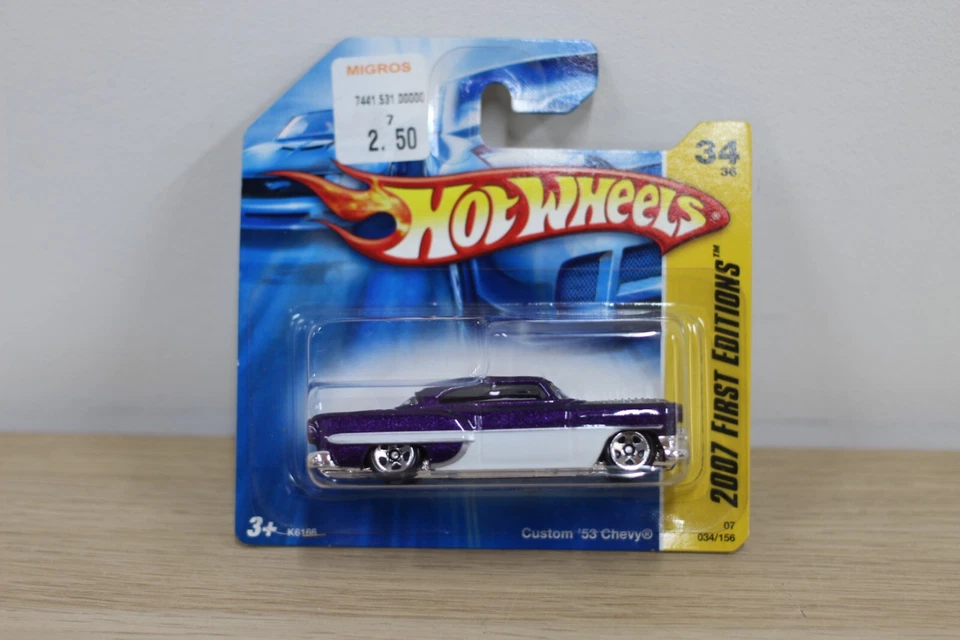 MIGROS
7441 531 00000
7
2. 50
HOT WHEELS®
34
36
2007 FIRST EDITIONS™
3+
K6166
Custom '53 Chevy®
07
034/156